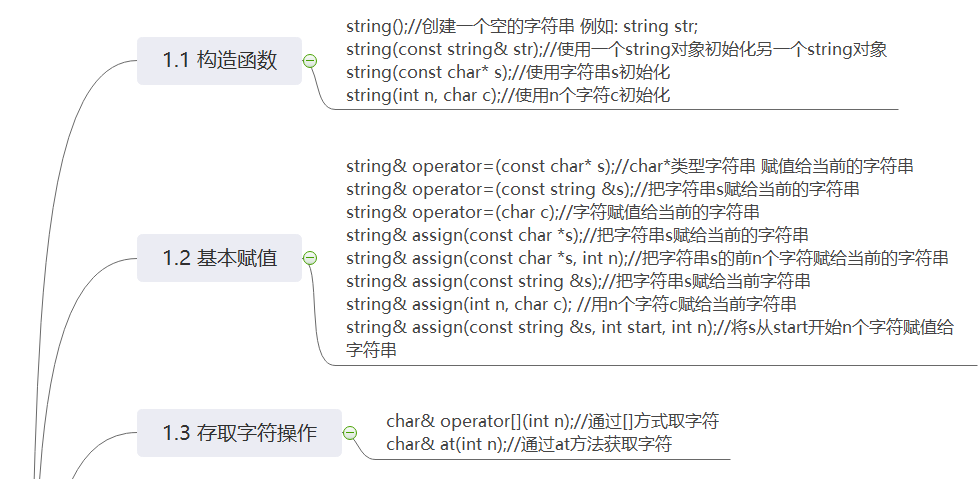 1.1 构造函数
string();//创建一个空的字符串 例如: string str;
string(const string& str);//使用一个string对象初始化另一个string对象
string(const char* s);//使用字符串s初始化
string(int n, char c);//使用n个字符c初始化
1.2 基本赋值
string& operator=(const char* s);//char*类型字符串 赋值给当前的字符串
string& operator=(const string &s);//把字符串s赋给当前的字符串
string& operator=(char c);//字符赋值给当前的字符串
string& assign(const char *s);//把字符串s赋给当前的字符串
string& assign(const char *s, int n);//把字符串s的前n个字符赋给当前的字符串
string& assign(const string &s);//把字符串s赋给当前字符串
string& assign(int n, char c); //用n个字符c赋给当前字符串
string& assign(const string &s, int start, int n);//将s从start开始n个字符赋值给
字符串
1.3 存取字符操作
char& operator[](int n);//通过[]方式取字符
char& at(int n);//通过at方法获取字符